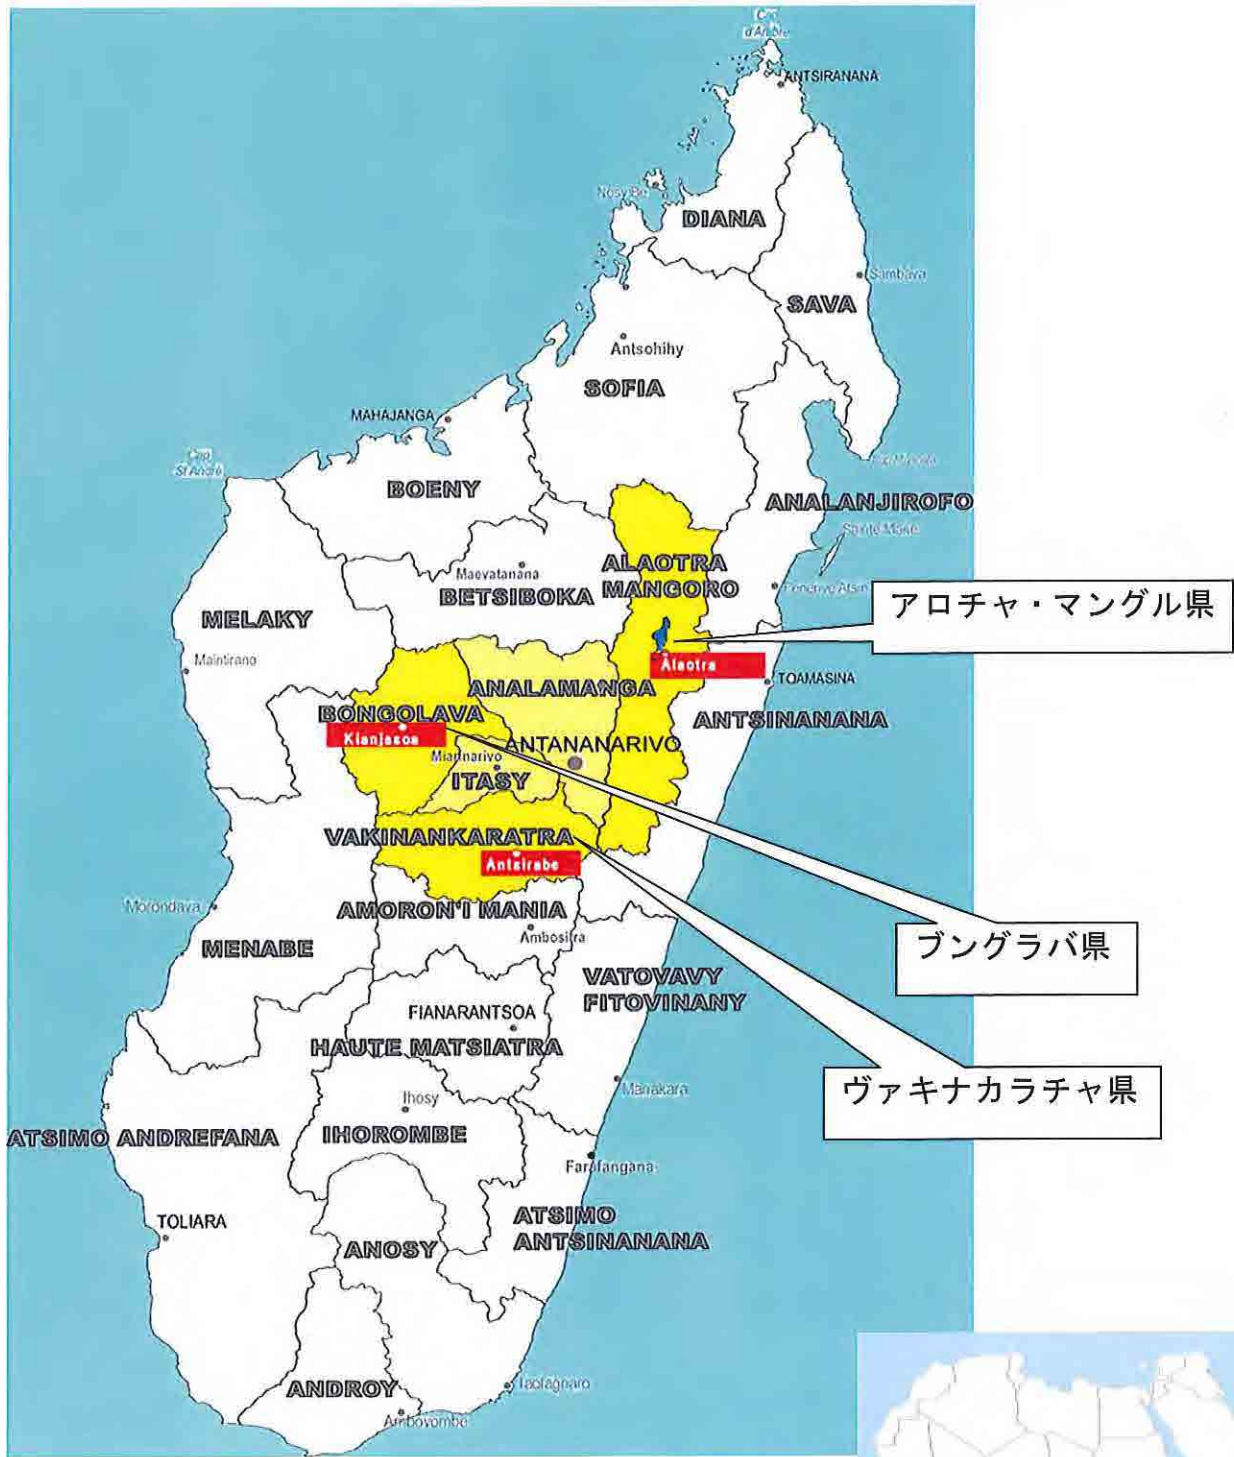 Cap
d'Ambre
ANTSIRANANA
Nosy Be
DIANA
Sambava
SAVA
Antsohihy
SOFIA
MAHAJANGA
Cap
St André
BOENY
ANALANJIROFO
Sainte Marie
ALAOTRA
MANGORO
Maevatanana
BETSIBOKA
Fenerive Atsin
アロチャ・マングル県
MELAKY
Maintirano
Alaotra
TOAMASINA
ANALAMANGA
ANTSINANANA
BONGOLAVA
Kianjasoa
ANTANANARIVO
Miarinarivo
ITASY
VAKINANKARATRA
Antsirabe
Morondava
AMORON'I MANIA
Ambositra
ブングラバ県
MENABE
VATOVAVY
FITOVINANY
FIANARANTSOA
HAUTE MATSIATRA
Manakara
ヴァキナカラチャ県
Ihosy
ATSIMO ANDREFANA
IHOROMBE
Farafangana
TOLIARA
ATSIMO
ANTSINANANA
ANOSY
ANDROY
Taolagnaro
Ambovombe